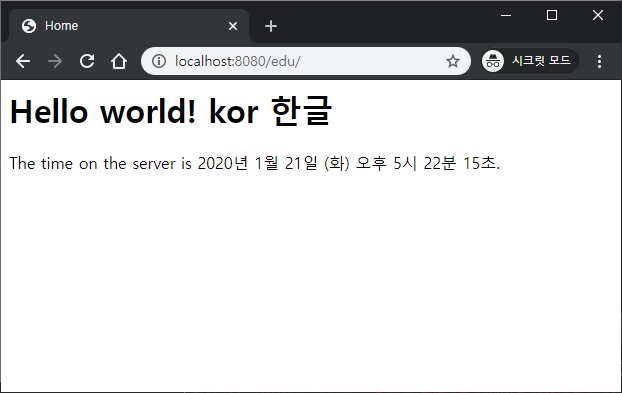 Home
localhost:8080/edu/
시크릿 모드
Hello world! kor 한글
The time on the server is 2020년 1월 21일 (화) 오후 5시 22분 15초.